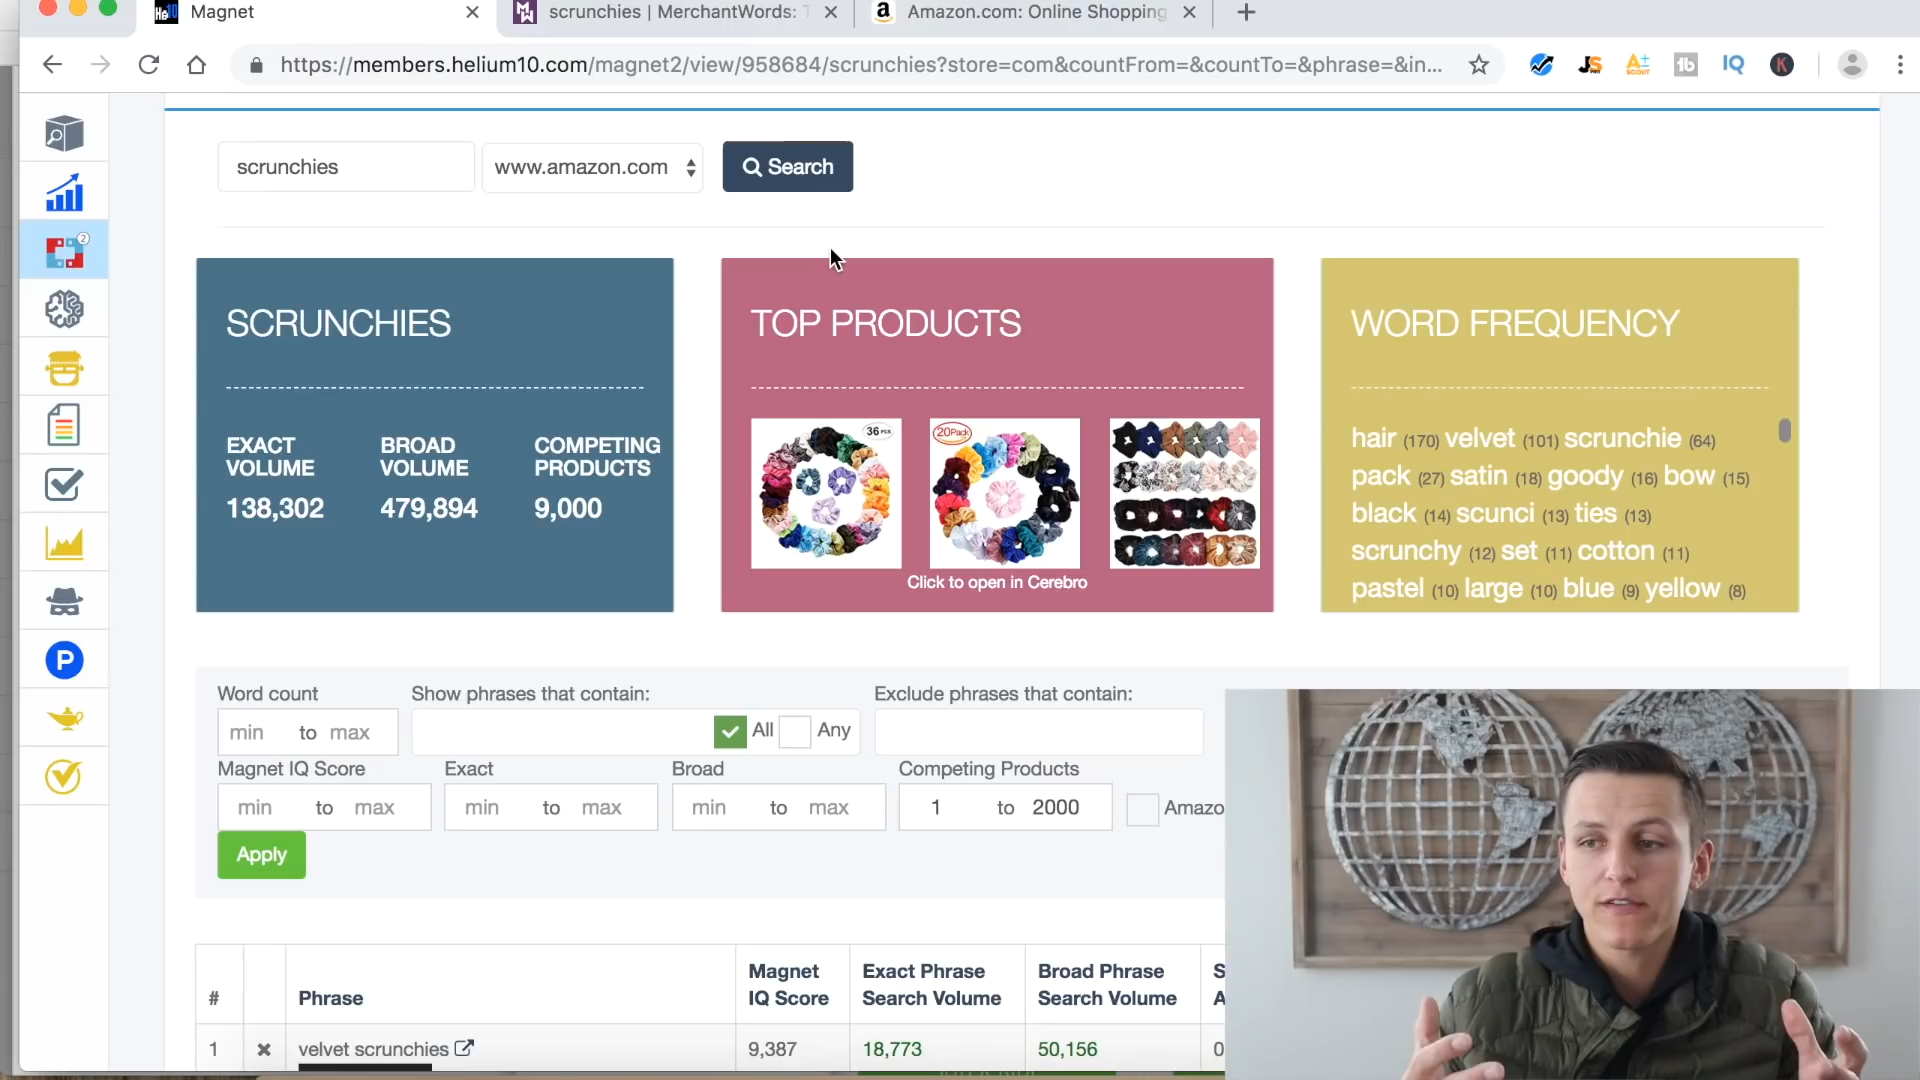 Magnet
scrunchies | MerchantWords: T
Amazon.com: Online Shopping
https://members.helium10.com/magnet2/view/958684/scrunchies?store=com&countFrom=&countTo=&phrase=&in...
scrunchies
www.amazon.com
Search
SCRUNCHIES
EXACT VOLUME
138,302
BROAD VOLUME
479,894
COMPETING PRODUCTS
9,000
TOP PRODUCTS
36 PCS
20Pack
Click to open in Cerebro
WORD FREQUENCY
hair (170) velvet (101) scrunchie (64)
pack (27) satin (18) goody (16) bow (15)
black (14) scunci (13) ties (13)
scrunchy (12) set (11) cotton (11)
pastel (10) large (10) blue (9) yellow (8)
Word count
min to max
Show phrases that contain:
All Any
Exclude phrases that contain:
Magnet IQ Score
min to max
Exact
min to max
Broad
min to max
Competing Products
1 to 2000
Amazo
Apply
# Phrase Magnet IQ Score Exact Phrase Search Volume Broad Phrase Search Volume S A
1 velvet scrunchies 9,387 18,773 50,156 0
2
JS
A±
SCOUT
1b
IQ
K
P